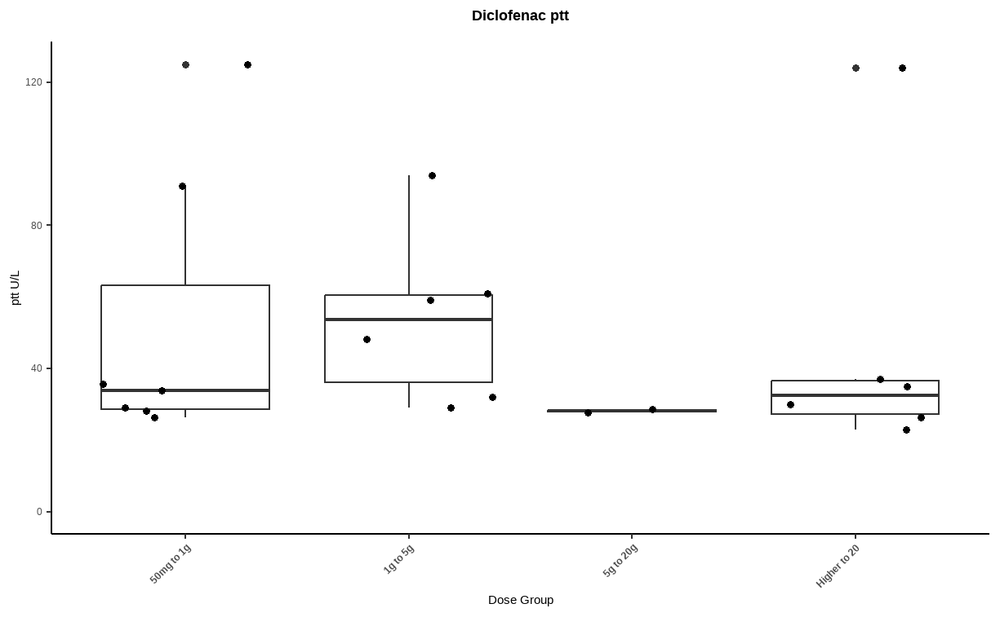 Diclofenac ptt
120
80
40
0
ptt U/L
50mg to 1g
1g to 5g
5g to 20g
Higher to 20
Dose Group